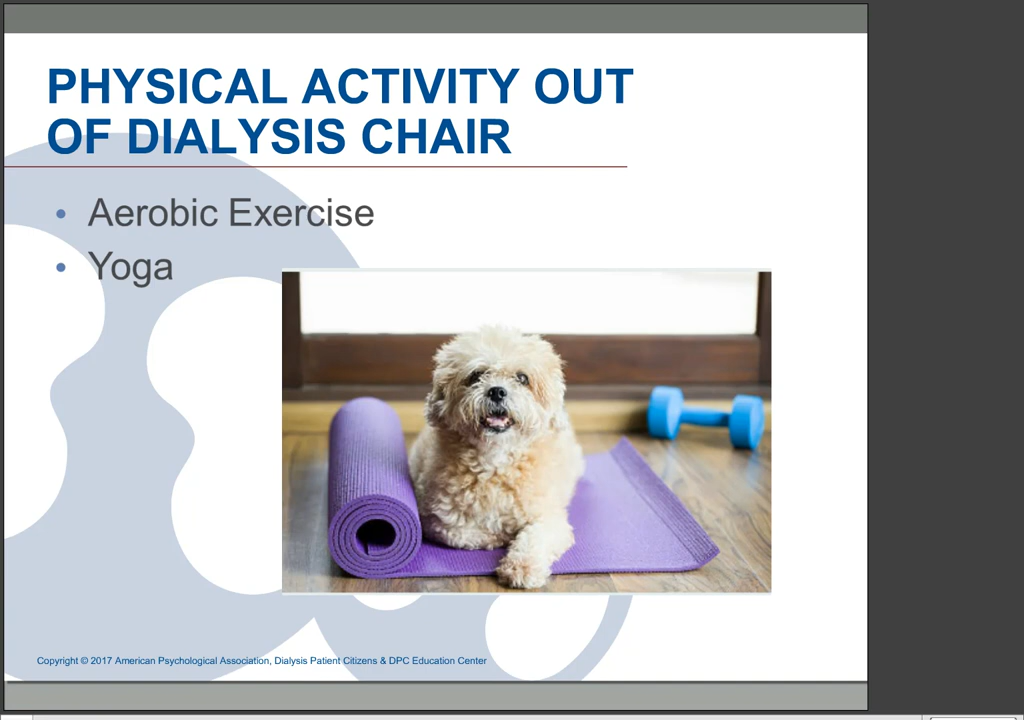 PHYSICAL ACTIVITY OUT
OF DIALYSIS CHAIR
• Aerobic Exercise
• Yoga
Copyright © 2017 American Psychological Association, Dialysis Patient Citizens & DPC Education Center